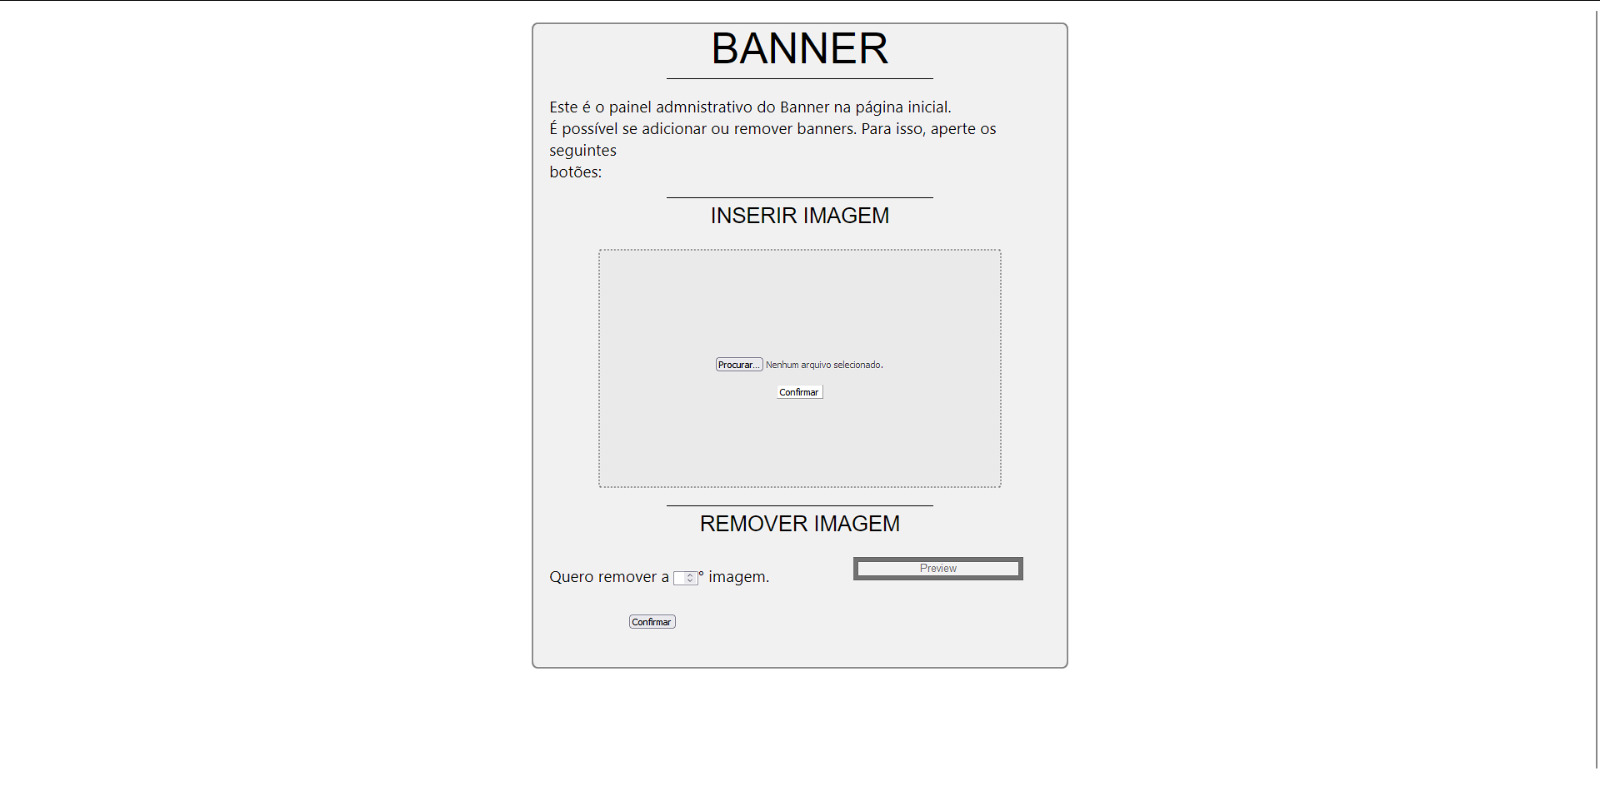 BANNER
Este é o painel admnistrativo do Banner na página inicial.
É possível se adicionar ou remover banners. Para isso, aperte os
seguintes
botões:
INSERIR IMAGEM
Procurar... Nenhum arquivo selecionado.
Confirmar
REMOVER IMAGEM
Preview
Quero remover a ° imagem.
Confirmar